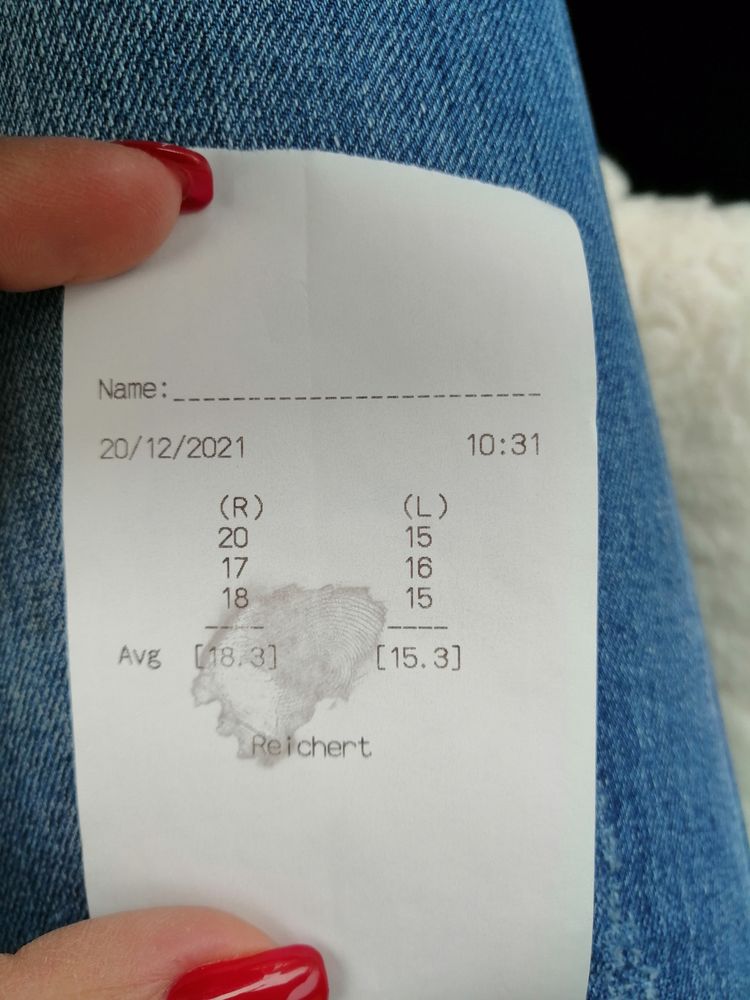 Name:_________________________
20/12/2021 10:31
(R) (L)
20 15
17 16
18 15
Avg [18.3] [15.3]
Reichert